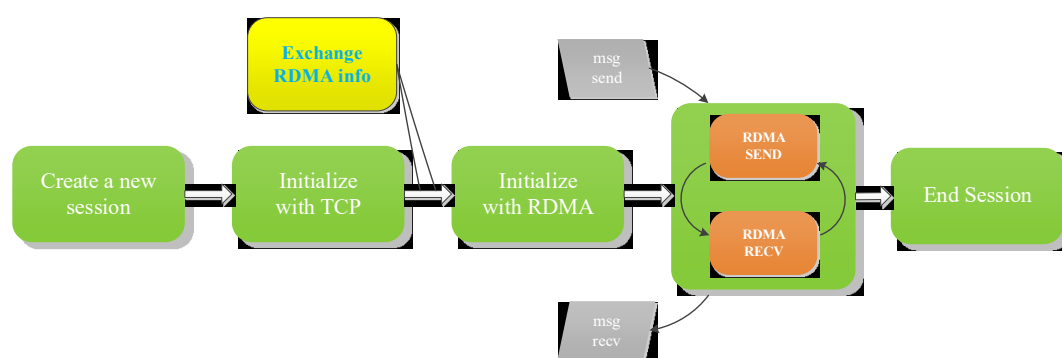 Exchange
RDMA info
msg
send
Create a new
session
Initialize
with TCP
Initialize
with RDMA
RDMA
SEND
RDMA
RECV
End Session
msg
recv